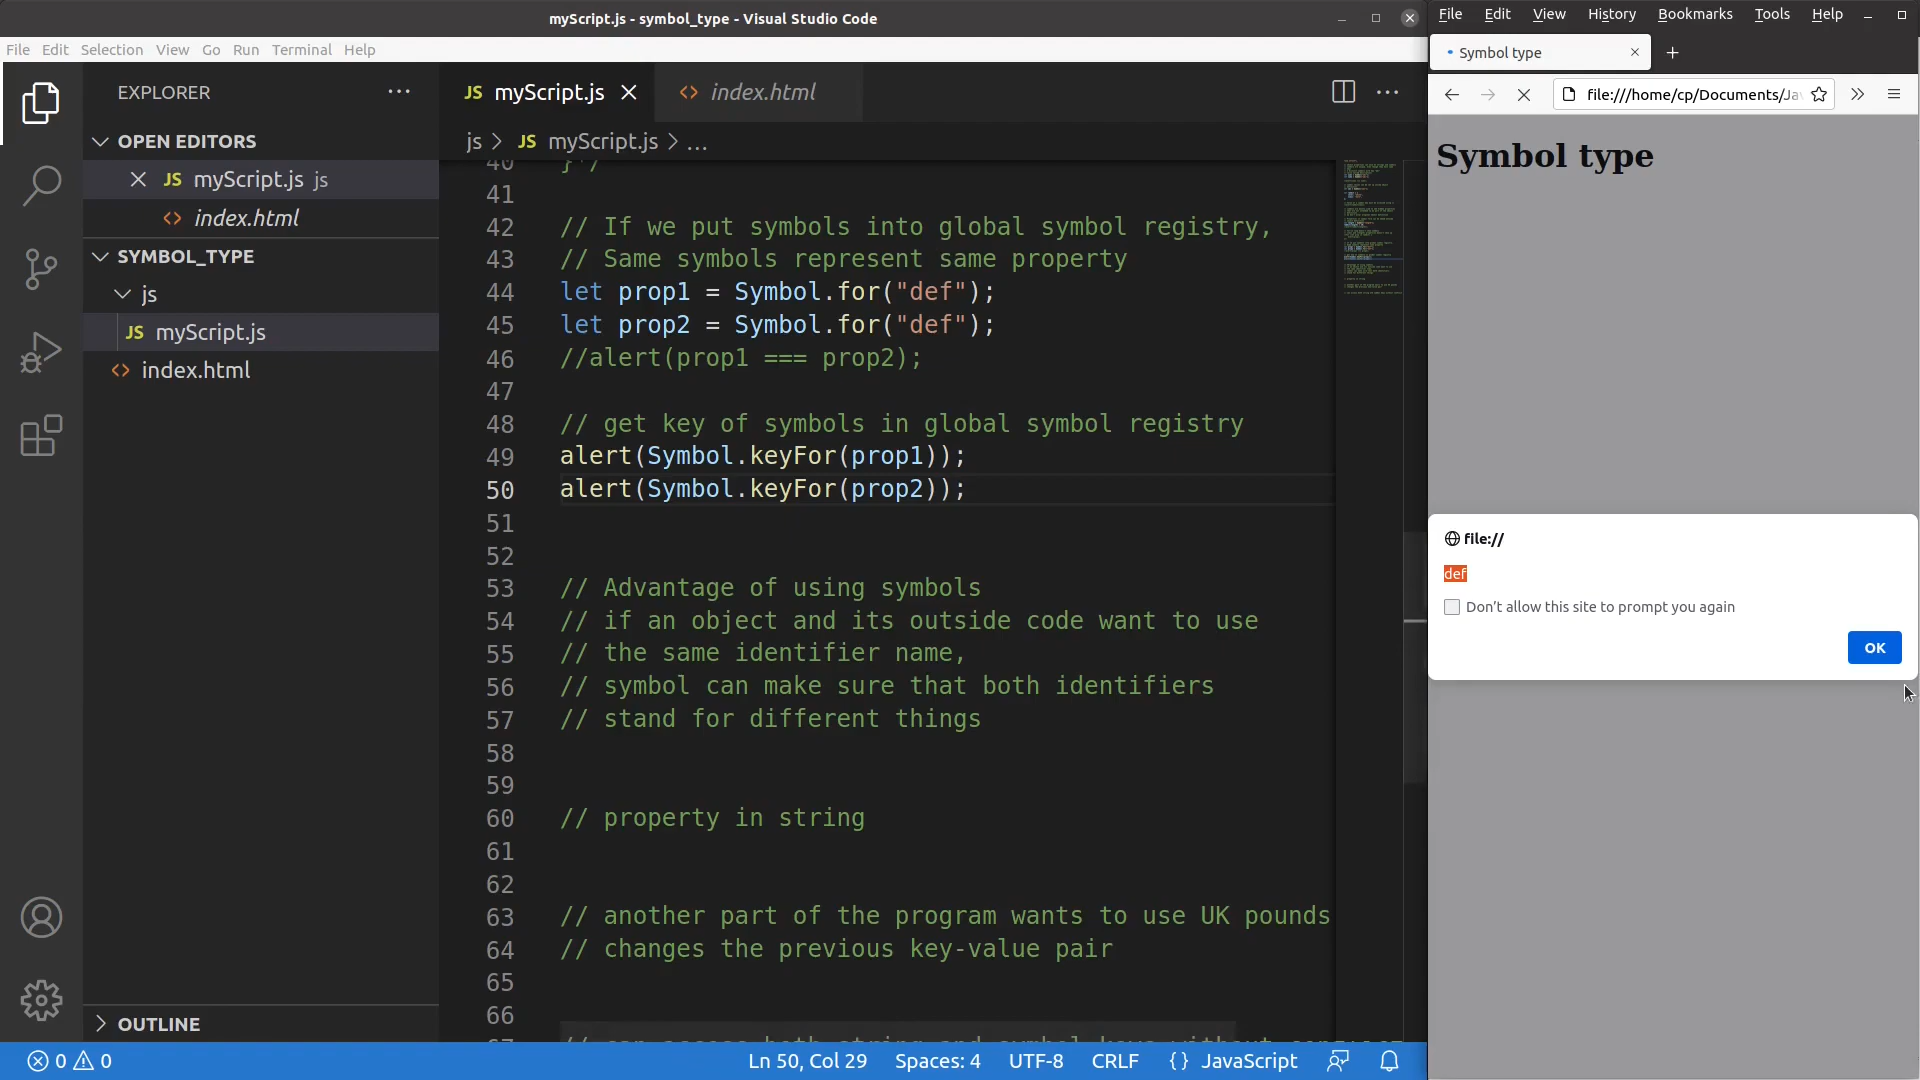 myScript.js - symbol_type - Visual Studio Code
File Edit Selection View Go Run Terminal Help
EXPLORER
OPEN EDITORS
JS myScript.js js
<> index.html
SYMBOL_TYPE
js
JS myScript.js
<> index.html
OUTLINE
JS myScript.js
<> index.html
js > JS myScript.js > ...
40 }*/
41
42 // If we put symbols into global symbol registry,
43 // Same symbols represent same property
44 let prop1 = Symbol.for("def");
45 let prop2 = Symbol.for("def");
46 //alert(prop1 === prop2);
47
48 // get key of symbols in global symbol registry
49 alert(Symbol.keyFor(prop1));
50 alert(Symbol.keyFor(prop2));
51
52
53 // Advantage of using symbols
54 // if an object and its outside code want to use
55 // the same identifier name,
56 // symbol can make sure that both identifiers
57 // stand for different things
58
59
60 // property in string
61
62
63 // another part of the program wants to use UK pounds
64 // changes the previous key-value pair
65
66
0 0
Ln 50, Col 29 Spaces: 4 UTF-8 CRLF {} JavaScript
File Edit View History Bookmarks Tools Help
Symbol type
file:///home/cp/Documents/Ja
Symbol type
file://
def
Don't allow this site to prompt you again
OK